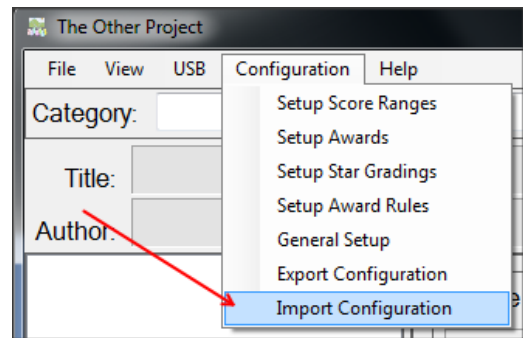 The Other Project
File View USB Configuration Help
Category:
Setup Score Ranges
Setup Awards
Title:
Setup Star Gradings
Setup Award Rules
Author:
General Setup
Export Configuration
Import Configuration